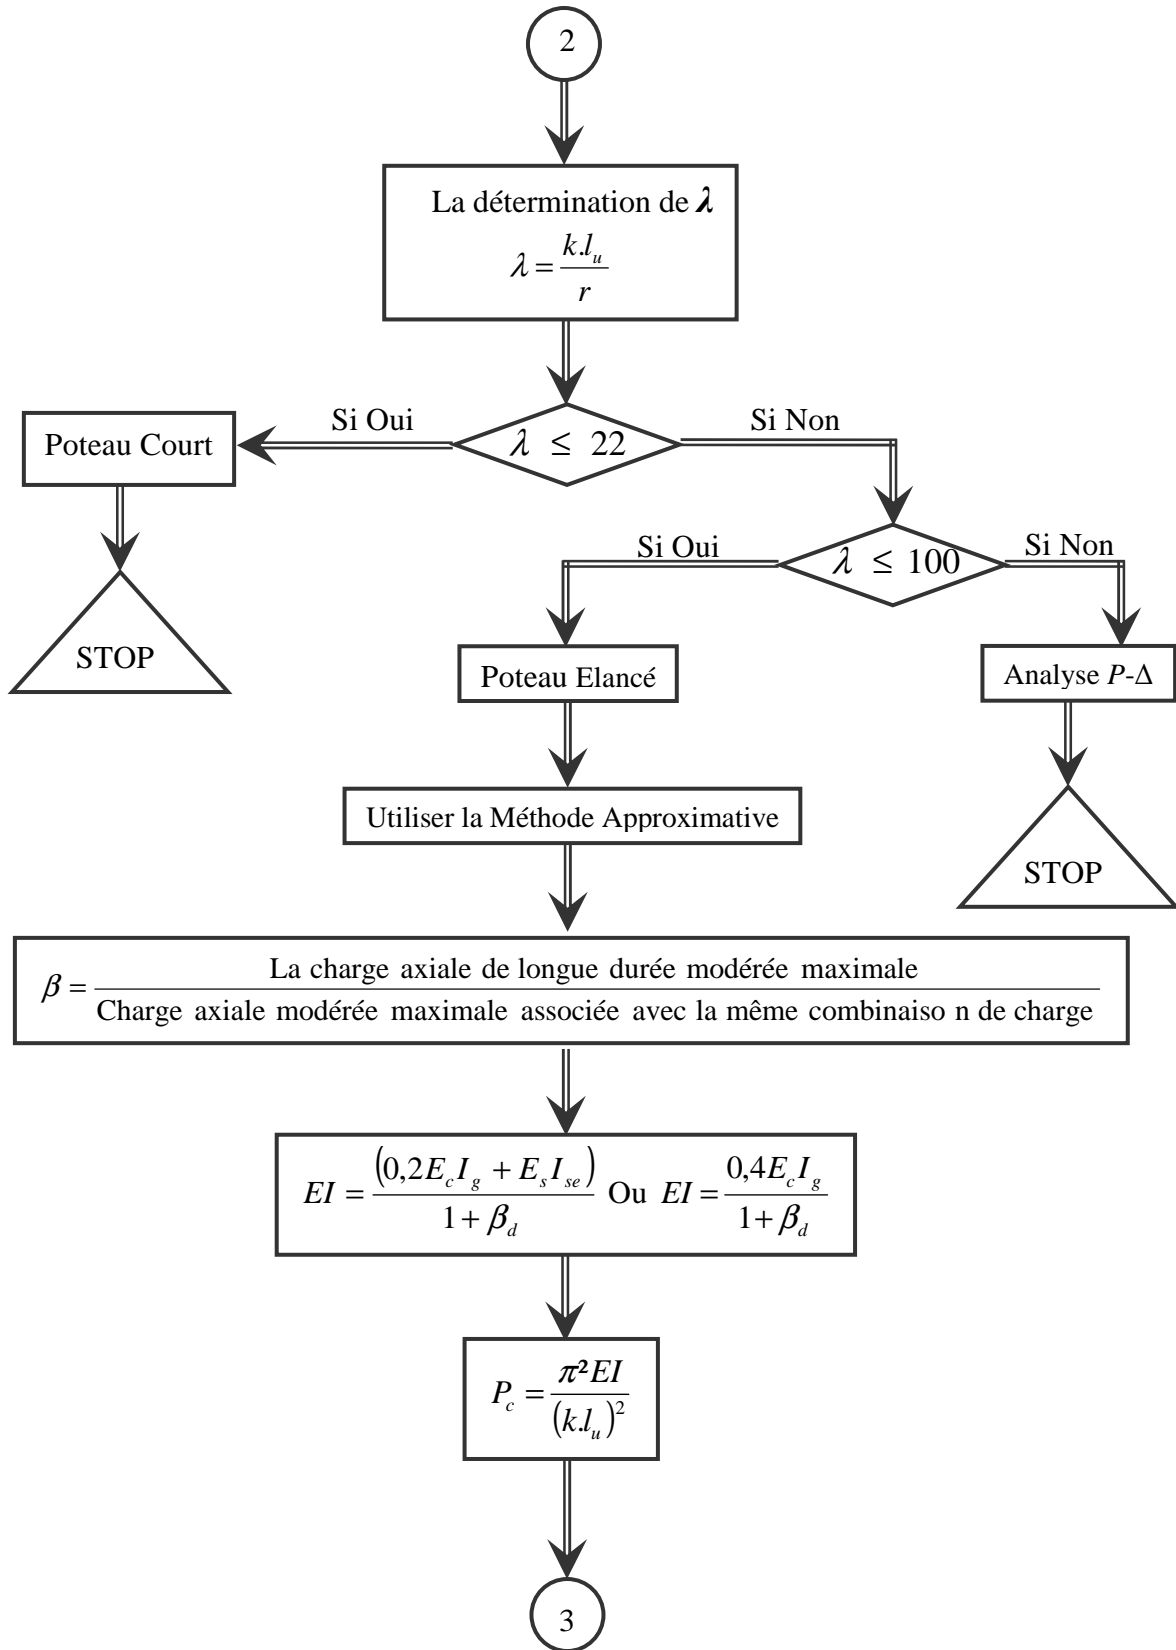 2
La détermination de λ
λ = k.l_u / r
Si Oui
Si Non
Poteau Court
λ ≤ 22
Si Oui
Si Non
λ ≤ 100
STOP
Poteau Elancé
Analyse P-Δ
Utiliser la Méthode Approximative
STOP
β = La charge axiale de longue durée modérée maximale / Charge axiale modérée maximale associée avec la même combinaiso n de charge
EI = (0,2E_c I_g + E_s I_se) / 1 + β_d Ou EI = 0,4E_c I_g / 1 + β_d
P_c = π²EI / (k.l_u)²
3